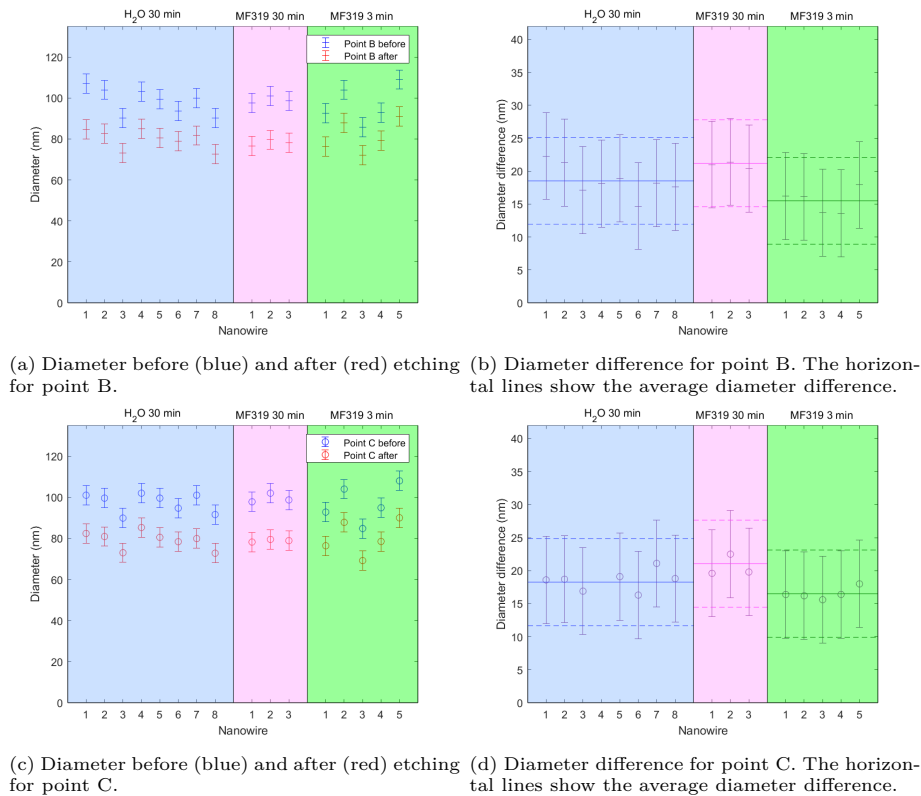 H2O 30 min
MF319 30 min
MF319 3 min
Point B before
Point B after
Diameter (nm)
120
100
80
60
40
20
0
1 2 3 4 5 6 7 8 1 2 3 1 2 3 4 5
Nanowire
(a) Diameter before (blue) and after (red) etching
for point B.
H2O 30 min
MF319 30 min
MF319 3 min
Diameter difference (nm)
40
35
30
25
20
15
10
5
0
1 2 3 4 5 6 7 8 1 2 3 1 2 3 4 5
Nanowire
(b) Diameter difference for point B. The horizon-
tal lines show the average diameter difference.
H2O 30 min
MF319 30 min
MF319 3 min
Point C before
Point C after
Diameter (nm)
120
100
80
60
40
20
0
1 2 3 4 5 6 7 8 1 2 3 1 2 3 4 5
Nanowire
(c) Diameter before (blue) and after (red) etching
for point C.
H2O 30 min
MF319 30 min
MF319 3 min
Diameter difference (nm)
40
35
30
25
20
15
10
5
0
1 2 3 4 5 6 7 8 1 2 3 1 2 3 4 5
Nanowire
(d) Diameter difference for point C. The horizon-
tal lines show the average diameter difference.